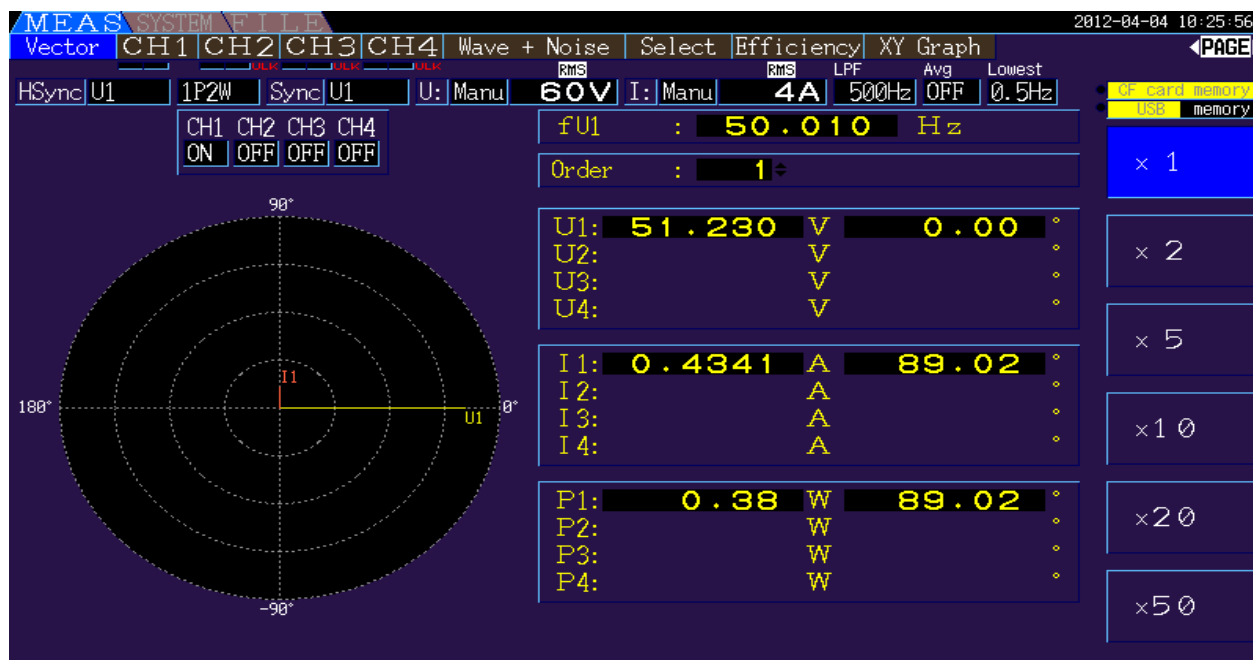 MEAS SYSTEM FILE 2012-04-04 10:25:56
Vector CH1 CH2 CH3 CH4 Wave + Noise Select Efficiency XY Graph PAGE
RMS RMS LPF Avg Lowest
HSync U1 1P2W Sync U1 U: Manu 60V I: Manu 4A 500Hz OFF 0.5Hz
CF card memory
USB memory
CH1 CH2 CH3 CH4
ON OFF OFF OFF
fU1 : 50.010 Hz
Order : 1
× 1
× 2
× 5
×10
×20
×50
90°
180°
0°
-90°
I1
U1
U1: 51.230 V 0.00 °
U2: V °
U3: V °
U4: V °
I1: 0.4341 A 89.02 °
I2: A °
I3: A °
I4: A °
P1: 0.38 W 89.02 °
P2: W °
P3: W °
P4: W °